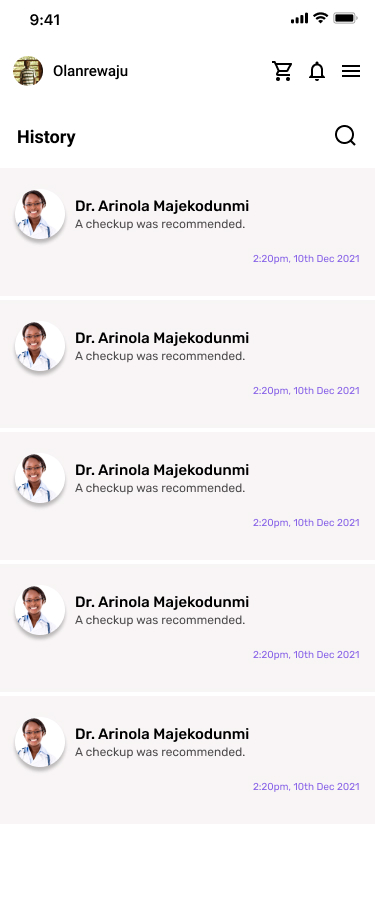 9:41
Olanrewaju
History
Dr. Arinola Majekodunmi
A checkup was recommended.
2:20pm, 10th Dec 2021
Dr. Arinola Majekodunmi
A checkup was recommended.
2:20pm, 10th Dec 2021
Dr. Arinola Majekodunmi
A checkup was recommended.
2:20pm, 10th Dec 2021
Dr. Arinola Majekodunmi
A checkup was recommended.
2:20pm, 10th Dec 2021
Dr. Arinola Majekodunmi
A checkup was recommended.
2:20pm, 10th Dec 2021